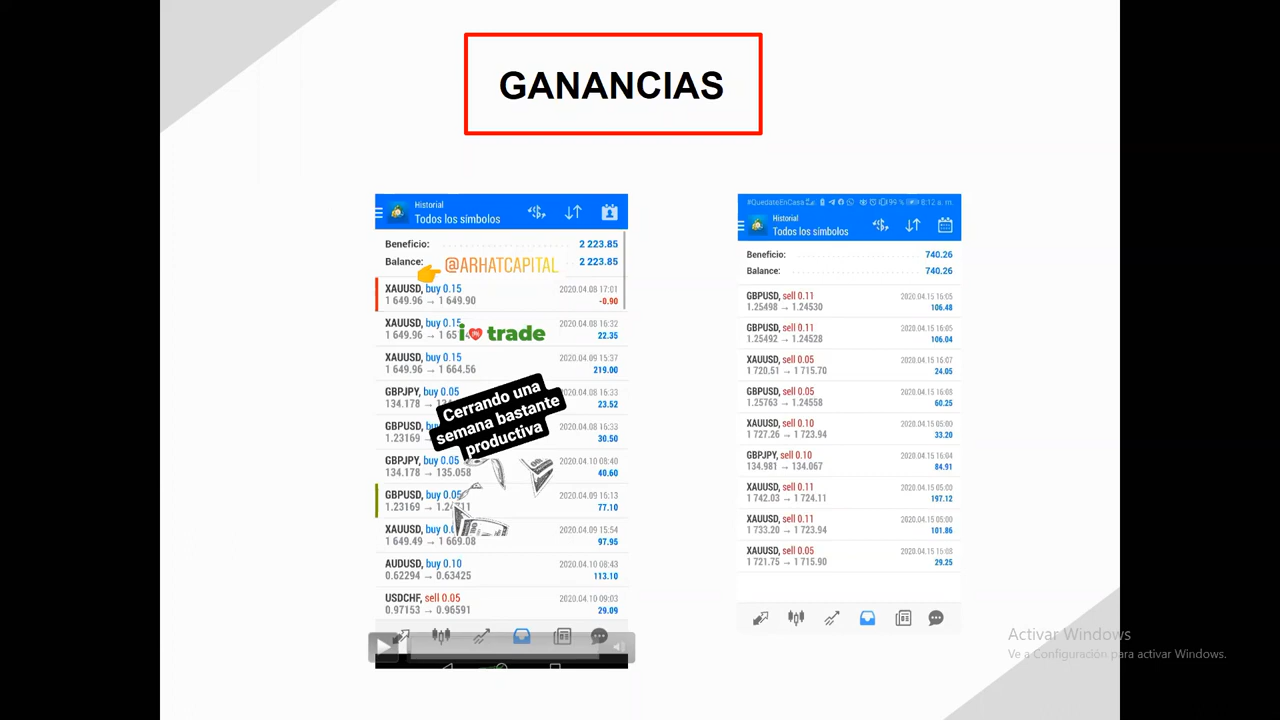 GANANCIAS
Historial
Todos los símbolos
Beneficio: 2 223.85
Balance: 2 223.85
@ARHATCAPITAL
XAUUSD, buy 0.15 2020.04.08 17:01
1 649.96 → 1 649.90 -0.90
XAUUSD, buy 0.15 2020.04.08 16:32
1 649.96 → 1 65 22.35
i trade
XAUUSD, buy 0.15 2020.04.09 15:37
1 649.96 → 1 664.56 219.00
GBPJPY, buy 0.05 2020.04.08 16:33
134.178 → 23.52
Cerrando una
semana bastante
productiva
GBPUSD, 2020.04.08 16:33
1.23169 → 30.50
GBPJPY, buy 0.05 2020.04.10 08:40
134.178 → 135.058 40.60
GBPUSD, buy 0.05 2020.04.09 16:13
1.23169 → 77.10
XAUUSD, buy 2020.04.09 15:54
1 649.49 → 1 669.08 97.95
AUDUSD, buy 0.10 2020.04.10 08:43
0.62294 → 0.63425 113.10
USDCHF, sell 0.05 2020.04.10 09:03
0.97153 → 0.96591 29.09
#QuedateEnCasa 99 % 8:12 a. m.
Historial
Todos los símbolos
Beneficio: 740.26
Balance: 740.26
GBPUSD, sell 0.11 2020.04.15 16:05
1.25498 → 1.24530 106.48
GBPUSD, sell 0.11 2020.04.15 16:05
1.25492 → 1.24528 106.04
XAUUSD, sell 0.05 2020.04.15 16:07
1 720.51 → 1 715.70 24.05
GBPUSD, sell 0.05 2020.04.15 16:06
1.25763 → 1.24558 60.25
XAUUSD, sell 0.10 2020.04.15 05:00
1 727.26 → 1 723.94 33.20
GBPJPY, sell 0.10 2020.04.15 16:04
134.981 → 134.067 84.91
XAUUSD, sell 0.11 2020.04.15 05:00
1 742.03 → 1 724.11 197.12
XAUUSD, sell 0.11 2020.04.15 05:00
1 733.20 → 1 723.94 101.86
XAUUSD, sell 0.05 2020.04.15 16:08
1 721.75 → 1 715.90 29.25
Activar Windows
Ve a Configuración para activar Windows.